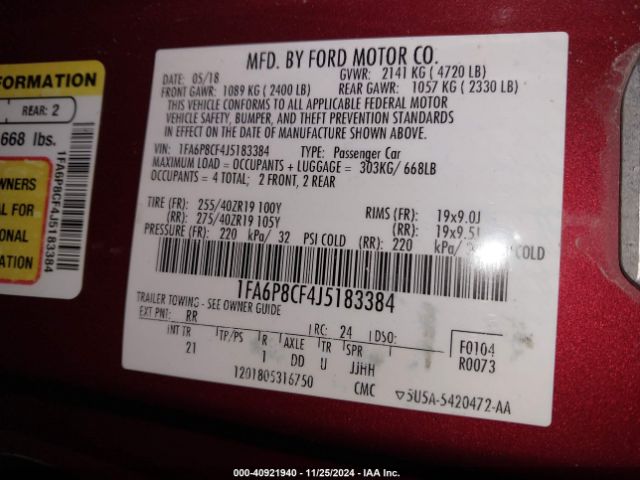 FORMATION
REAR: 2
668 lbs.
1FA6P8CF4J5183384
WNERS
AL FOR
ONAL
ATION
MFD. BY FORD MOTOR CO.
DATE: 05/18 GVWR: 2141 KG ( 4720 LB)
FRONT GAWR: 1089 KG ( 2400 LB) REAR GAWR: 1057 KG ( 2330 LB)
THIS VEHICLE CONFORMS TO ALL APPLICABLE FEDERAL MOTOR
VEHICLE SAFETY, BUMPER, AND THEFT PREVENTION STANDARDS
IN EFFECT ON THE DATE OF MANUFACTURE SHOWN ABOVE.
VIN: 1FA6P8CF4J5183384 TYPE: Passenger Car
MAXIMUM LOAD = OCCUPANTS + LUGGAGE = 303KG/ 668LB
OCCUPANTS = 4 TOTAL; 2 FRONT, 2 REAR
TIRE (FR): 255/40ZR19 100Y RIMS (FR): 19x9.0J
(RR): 275/40ZR19 105Y (RR): 19x9.5J
PRESSURE (FR): 220 kPa/ 32 PSI COLD (RR): 220 kPa/ COLD
1FA6P8CF4J5183384
TRAILER TOWING - SEE OWNER GUIDE
EXT PNT: RR RC: 24 DSO:
INT TR TP/PS R AXLE TR SPR
21 1 DD U JJHH
F0104
R0073
1201805316750 CMC 5U5A-5420472-AA
000-40921940 - 11/25/2024 - IAA Inc.